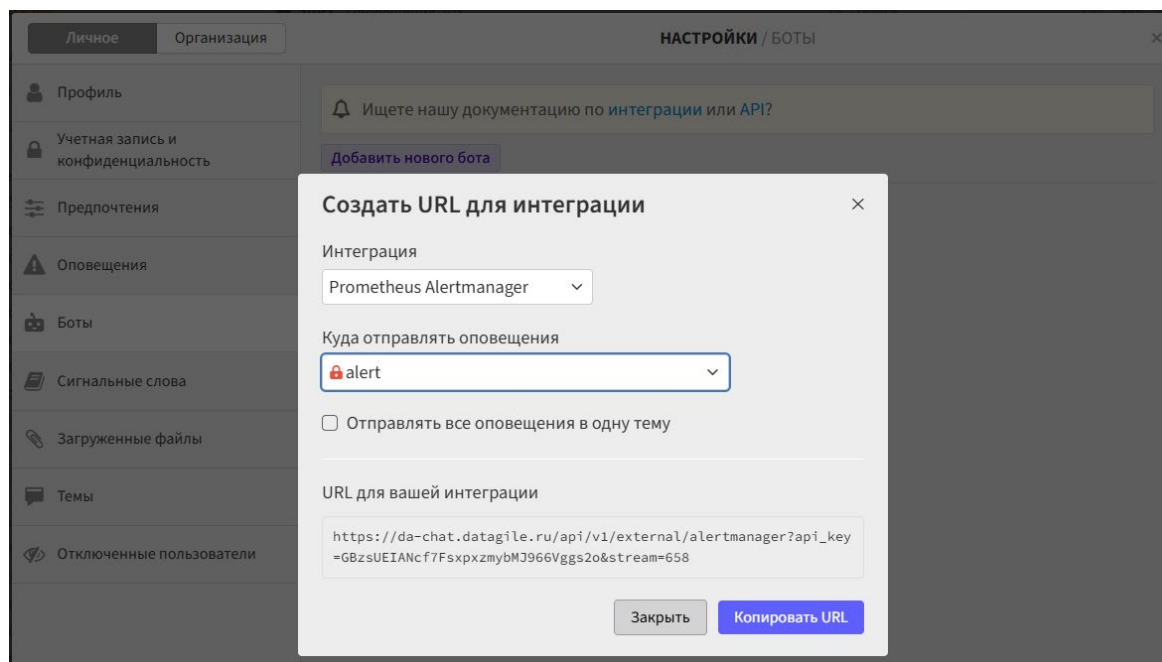 Личное
Организация
НАСТРОЙКИ / БОТЫ
Профиль
Учетная запись и
конфиденциальность
Предпочтения
Оповещения
Боты
Сигнальные слова
Загруженные файлы
Темы
Отключенные пользователи
Ищете нашу документацию по интеграции или API?
Добавить нового бота
Создать URL для интеграции
Интеграция
Prometheus Alertmanager
Куда отправлять оповещения
alert
Отправлять все оповещения в одну тему
URL для вашей интеграции
https://da-chat.datagile.ru/api/v1/external/alertmanager?api_key
=GBzsUEIANcf7FsxpxzmybMJ966Vggs2o&stream=658
Закрыть
Копировать URL